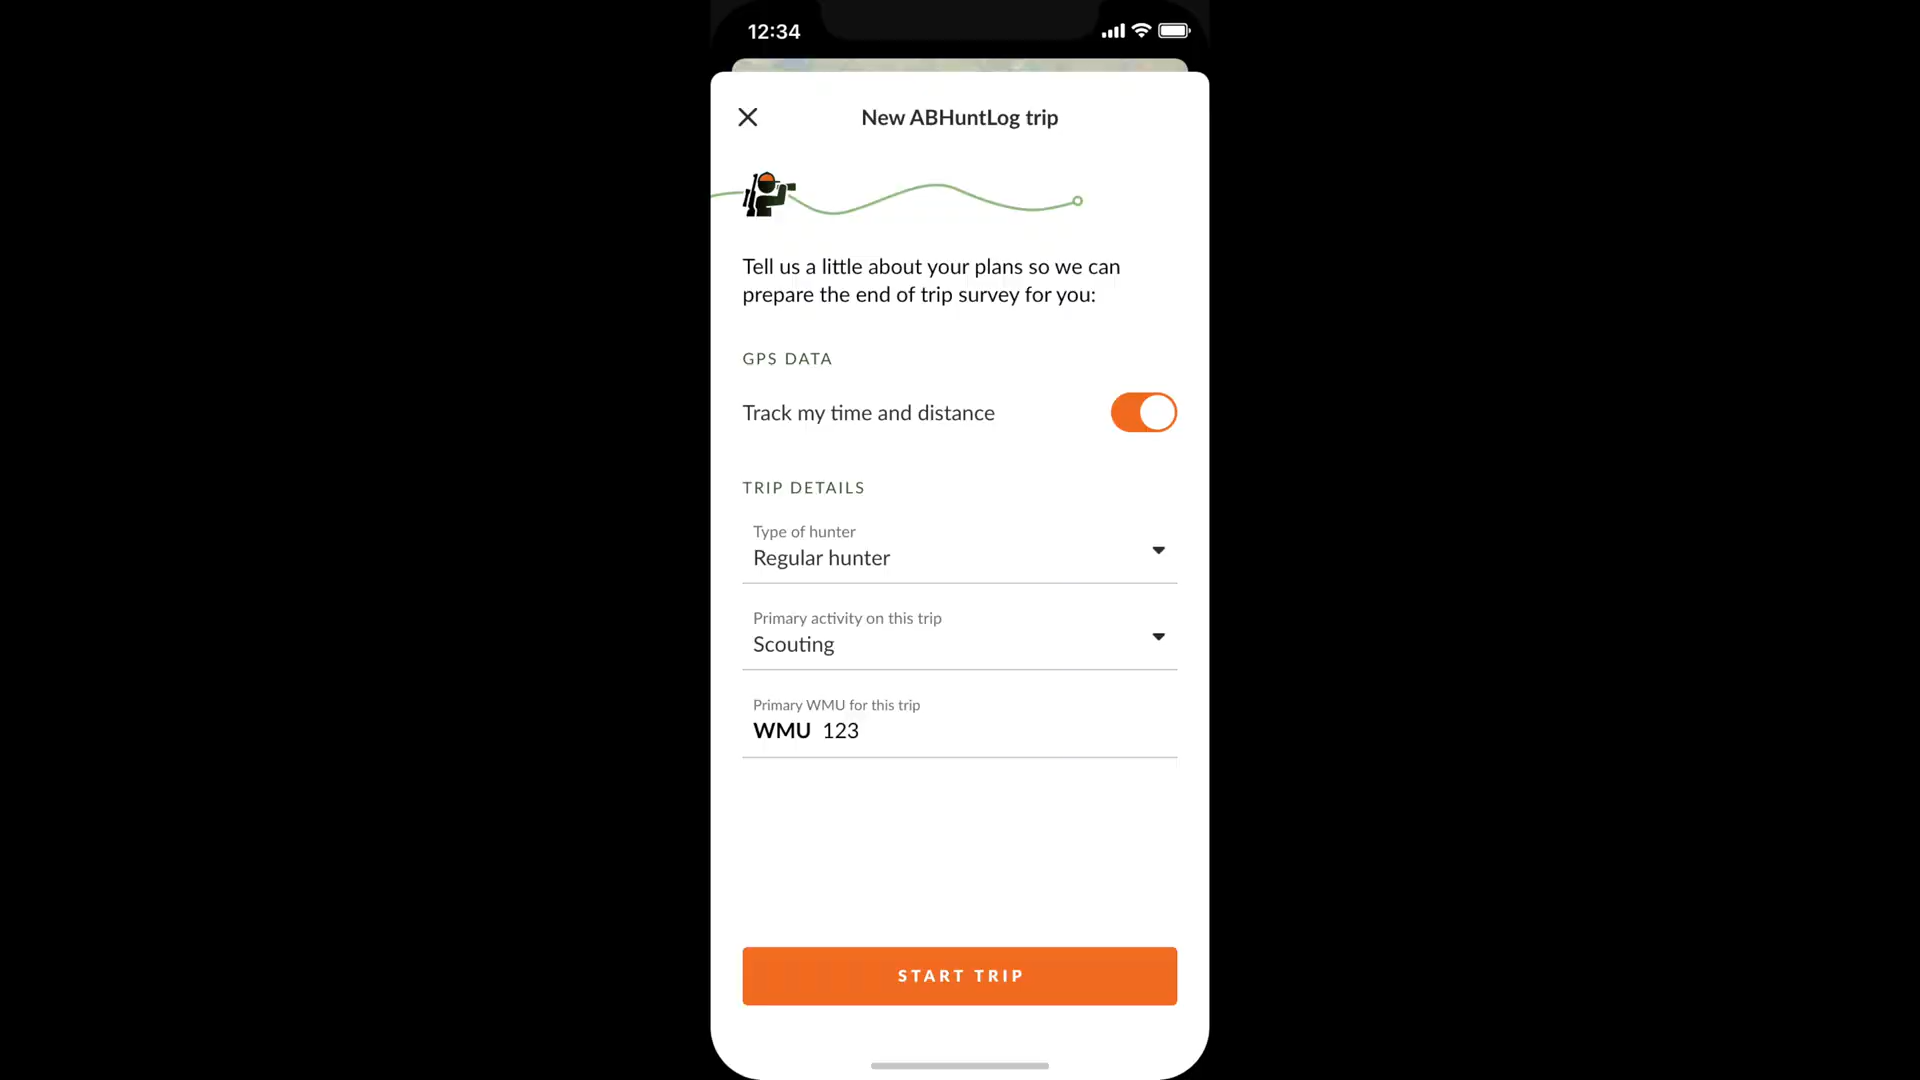 12:34
New ABHuntLog trip
Tell us a little about your plans so we can
prepare the end of trip survey for you:
GPS DATA
Track my time and distance
TRIP DETAILS
Type of hunter
Regular hunter
Primary activity on this trip
Scouting
Primary WMU for this trip
WMU 123
START TRIP